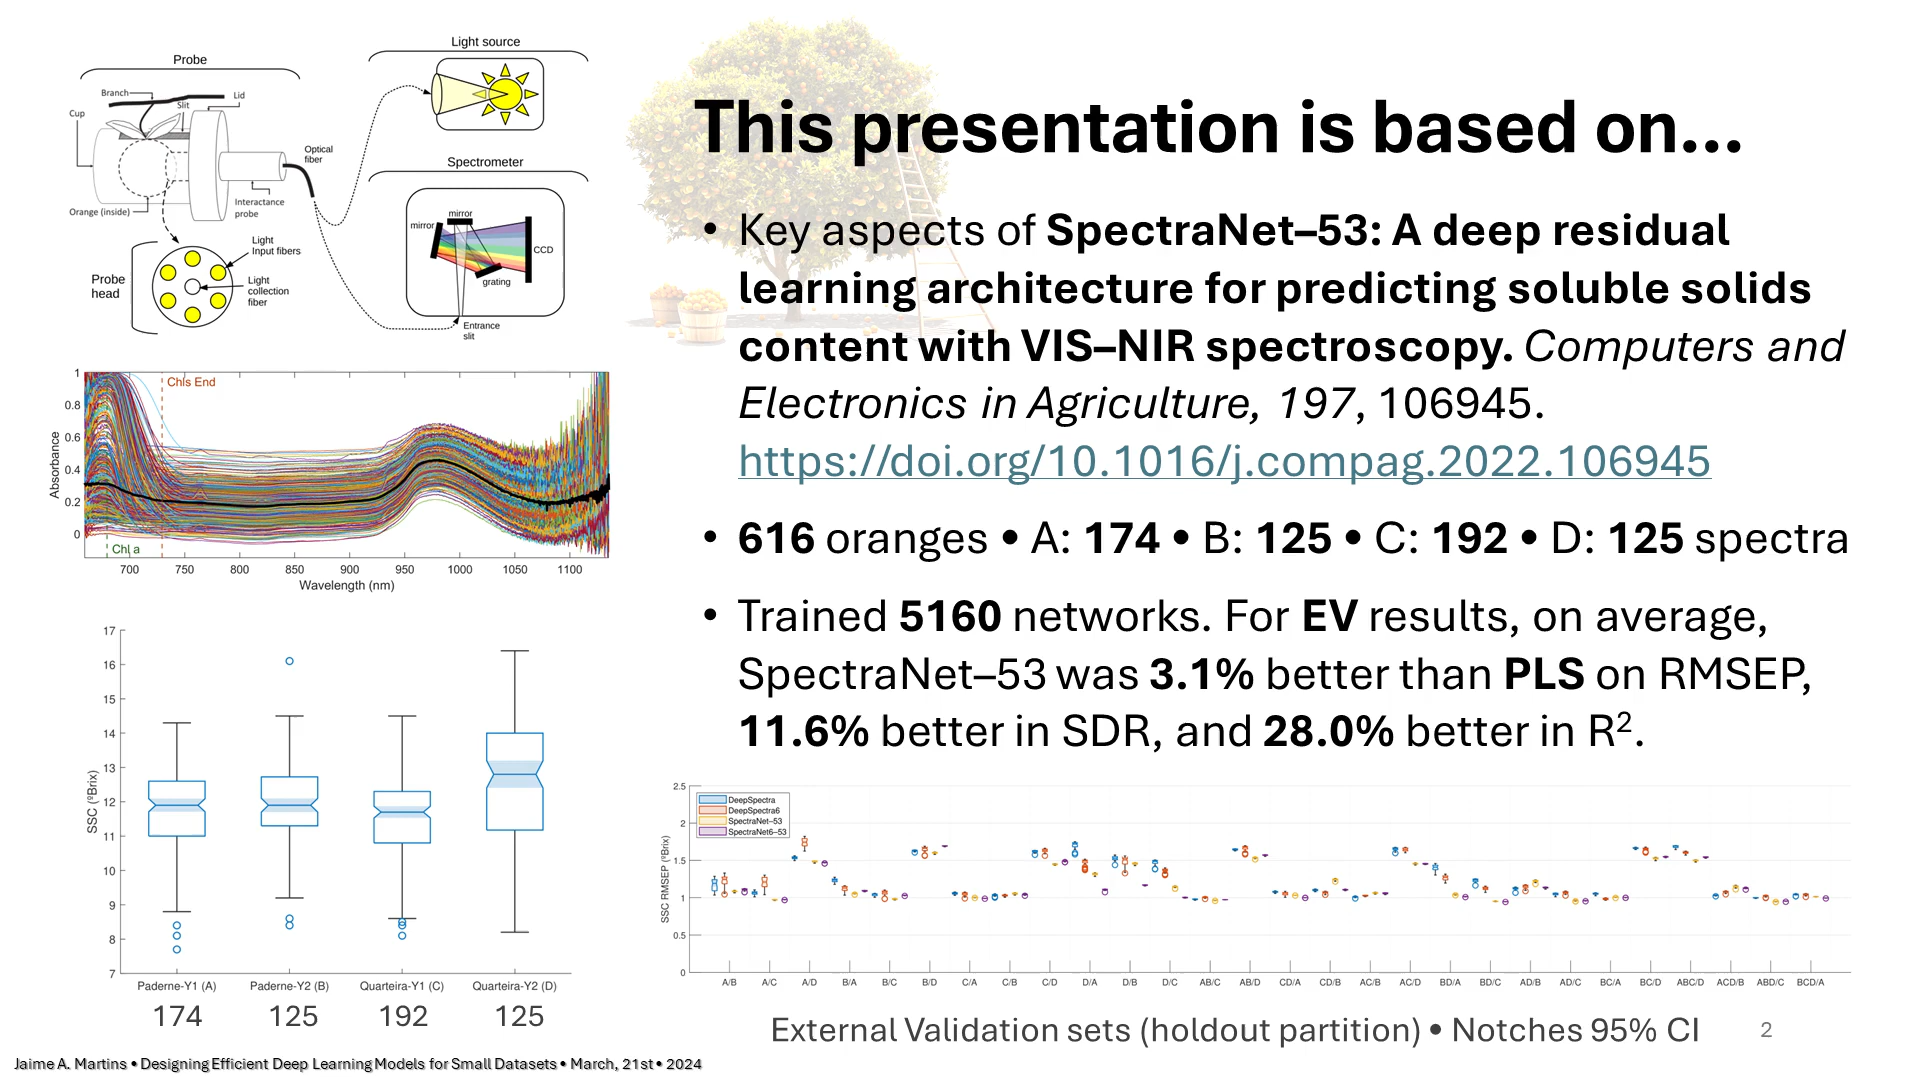 Probe
Light source
Branch
Slit
Lid
Cup
Optical
fiber
Orange (inside)
Interactance
probe
Spectrometer
mirror
mirror
CCD
grating
Entrance
slit
Probe
head
Light
Input fibers
Light
collection
fiber
This presentation is based on...
• Key aspects of SpectraNet–53: A deep residual
learning architecture for predicting soluble solids
content with VIS–NIR spectroscopy. Computers and
Electronics in Agriculture, 197, 106945.
https://doi.org/10.1016/j.compag.2022.106945
• 616 oranges • A: 174 • B: 125 • C: 192 • D: 125 spectra
• Trained 5160 networks. For EV results, on average,
SpectraNet–53 was 3.1% better than PLS on RMSEP,
11.6% better in SDR, and 28.0% better in R².
1
0.8
0.6
0.4
0.2
0
Absorbance
Chls End
Chl a
700 750 800 850 900 950 1000 1050 1100
Wavelength (nm)
17
16
15
14
13
12
11
10
9
8
7
SSC (ºBrix)
Paderne-Y1 (A) Paderne-Y2 (B) Quarteira-Y1 (C) Quarteira-Y2 (D)
174 125 192 125
2.5
2
1.5
1
0.5
0
SSC RMSEP (ºBrix)
DeepSpectra
DeepSpectra6
SpectraNet–53
SpectraNet6–53
A/B A/C A/D B/A B/C B/D C/A C/B C/D D/A D/B D/C AB/C AB/D CD/A CD/B AC/B AC/D BD/A BD/C AD/B AD/C BC/A BC/D ABC/D ACD/B ABD/C BCD/A
External Validation sets (holdout partition) • Notches 95% CI
2
Jaime A. Martins • Designing Efficient Deep Learning Models for Small Datasets • March, 21st • 2024